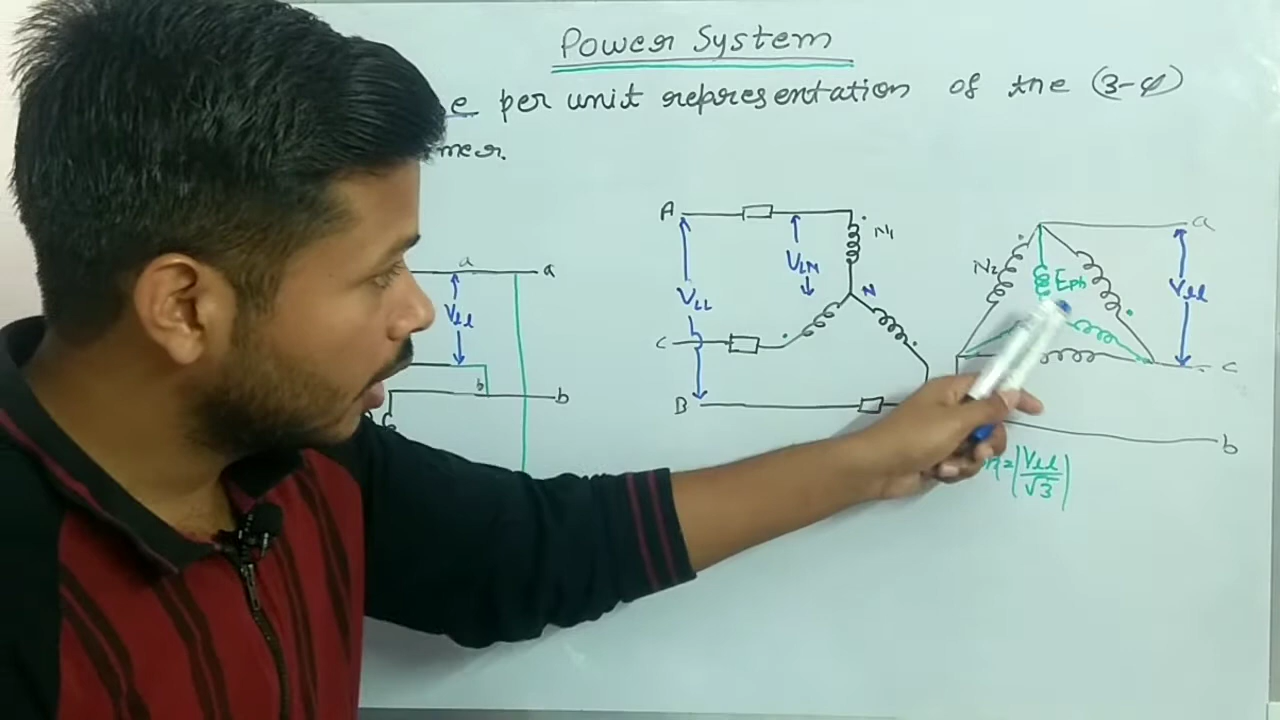 Power System
e per unit representation of the (3-φ)
mer.
A
N1
VLN
VLL
N
C
B
a
N2
Eph
Vll
c
b
= |Vll/√3|
a
a
Vll
b
b